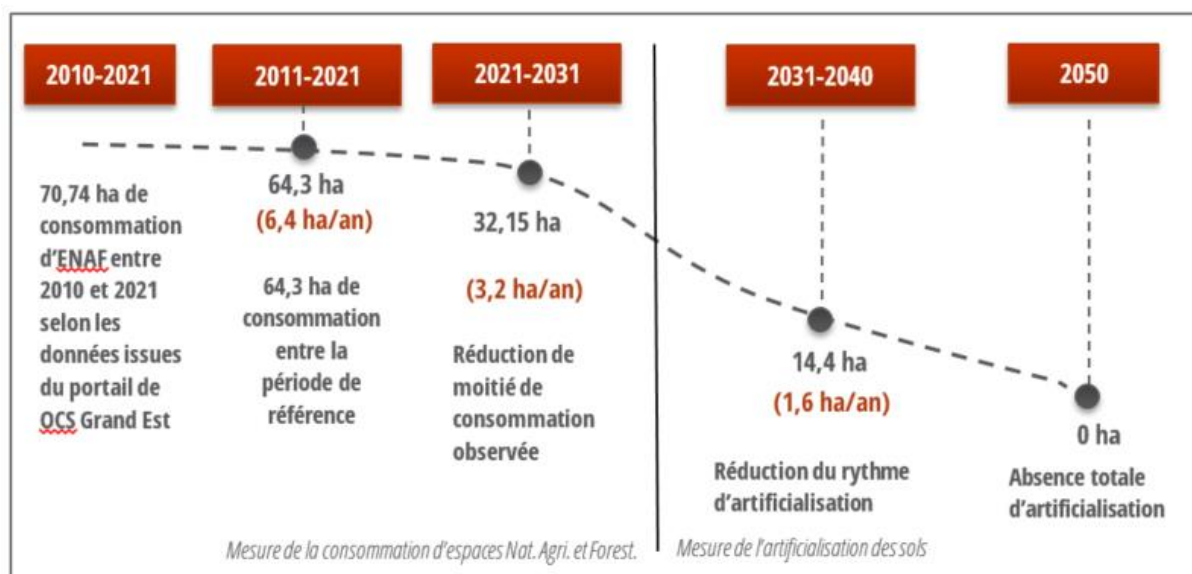 2010-2021
2011-2021
2021-2031
2031-2040
2050
70,74 ha de
consommation
d'ENAF entre
2010 et 2021
selon les
données issues
du portail de
OCS Grand Est
64,3 ha
(6,4 ha/an)
64,3 ha de
consommation
entre la
période de
référence
32,15 ha
(3,2 ha/an)
Réduction de
moitié de
consommation
observée
14,4 ha
(1,6 ha/an)
Réduction du rythme
d'artificialisation
0 ha
Absence totale
d'artificialisation
Mesure de la consommation d'espaces Nat. Agri. et Forest.
Mesure de l'artificialisation des sols